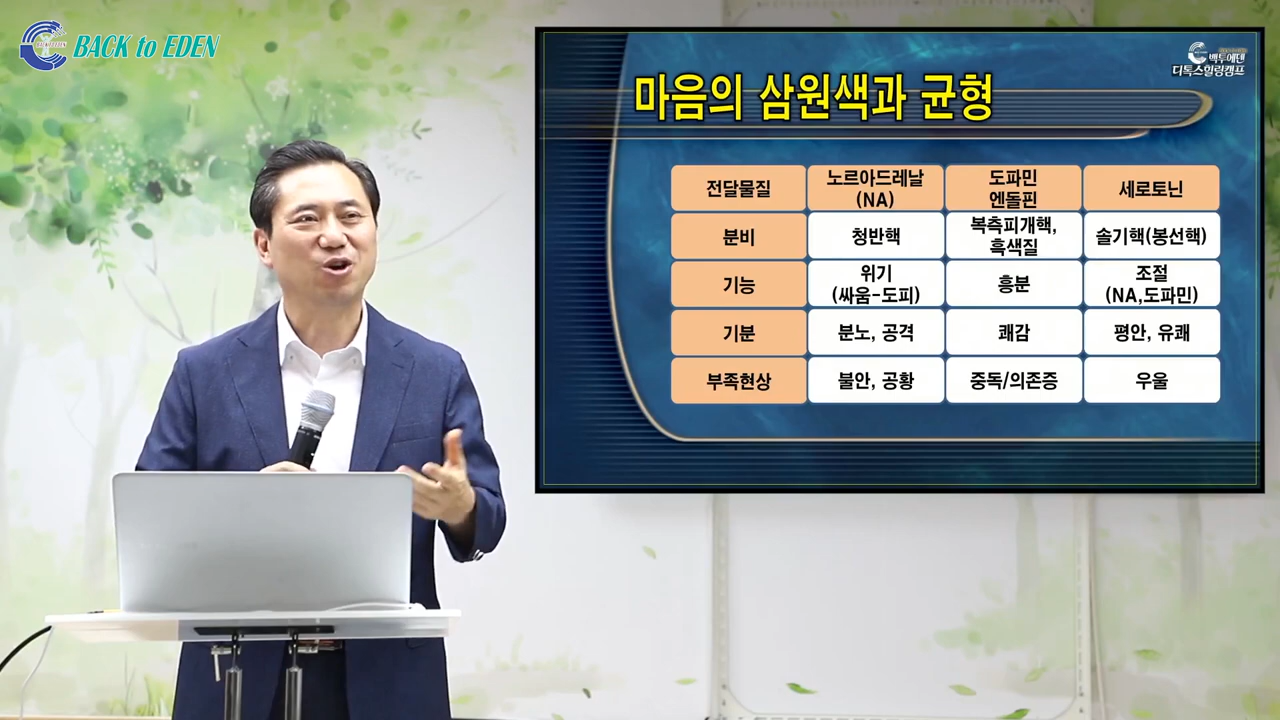 BACK to EDEN
백투에덴
디톡스힐링캠프
마음의 삼원색과 균형
전달물질 노르아드레날(NA) 도파민 엔돌핀 세로토닌
분비 청반핵 복측피개핵, 흑색질 솔기핵(봉선핵)
기능 위기(싸움-도피) 흥분 조절(NA,도파민)
기분 분노, 공격 쾌감 평안, 유쾌
부족현상 불안, 공황 중독/의존증 우울